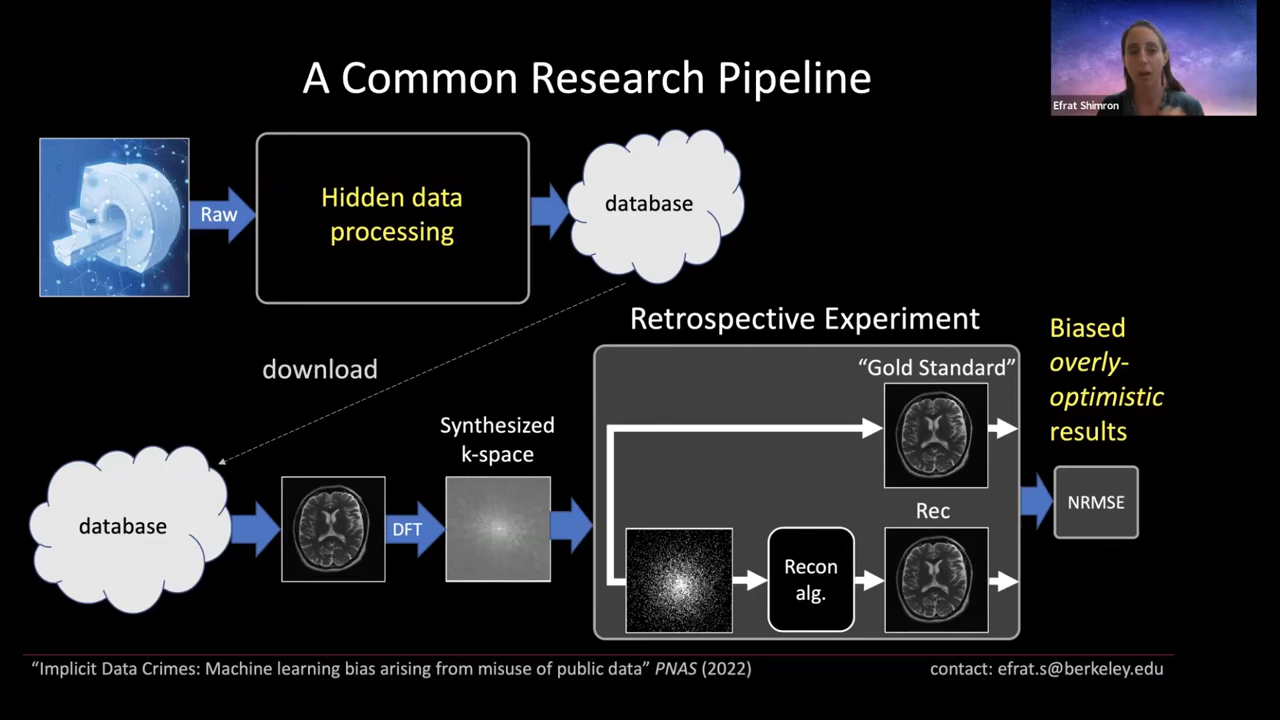 A Common Research Pipeline
Efrat Shimron
Raw
Hidden data
processing
database
download
database
DFT
Synthesized
k-space
Retrospective Experiment
“Gold Standard”
Recon
alg.
Rec
Biased
overly-
optimistic
results
NRMSE
“Implicit Data Crimes: Machine learning bias arising from misuse of public data” PNAS (2022)
contact: efrat.s@berkeley.edu